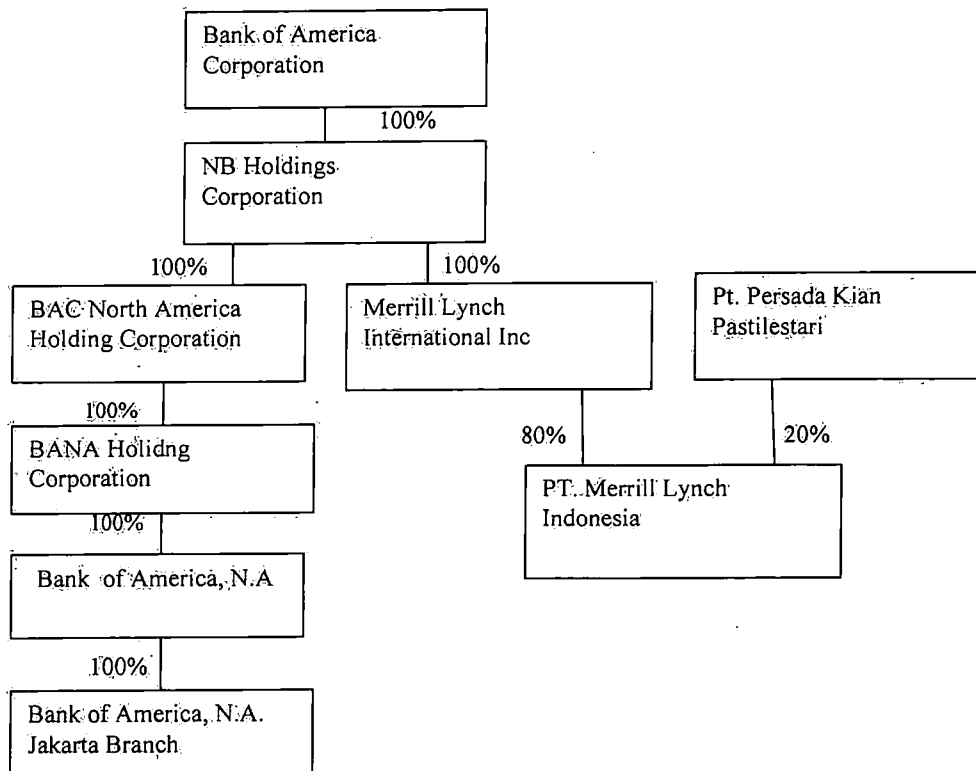 Bank of America
Corporation
100%
NB Holdings
Corporation
100%
100%
BAC North America
Holding Corporation
Merrill Lynch
International Inc
Pt. Persada Kian
Pastilestari
100%
80%
20%
BANA Holidng
Corporation
PT. Merrill Lynch
Indonesia
100%
Bank of America, N.A
100%
Bank of America, N.A.
Jakarta Branch